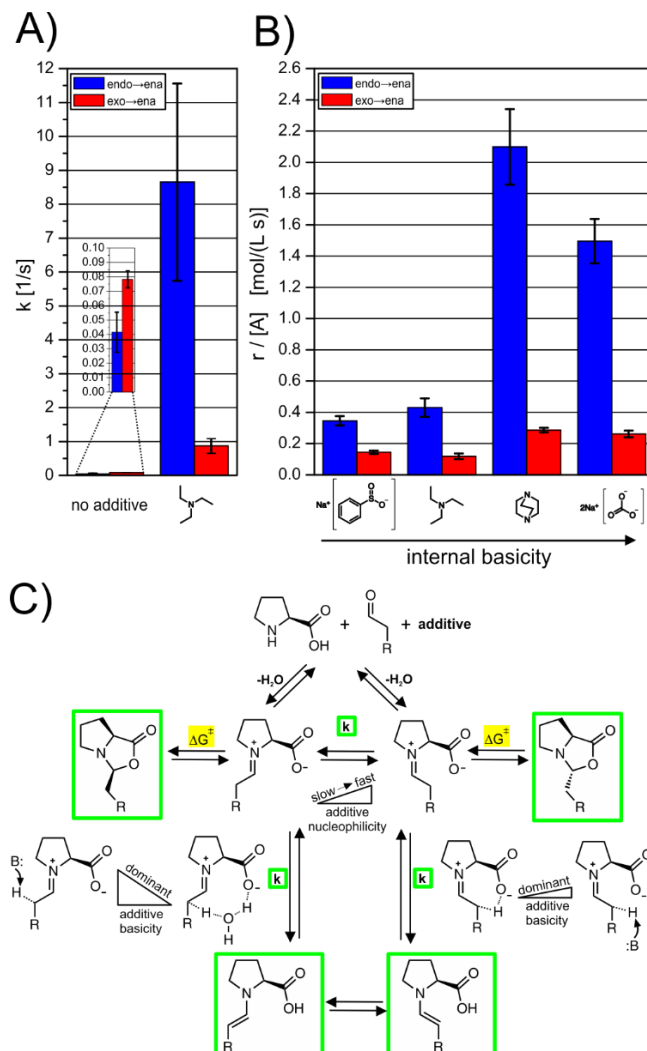 A)
B)
endo→ena
exo→ena
12
11
10
9
8
7
6
5
4
3
2
1
0
k [1/s]
0.10
0.09
0.08
0.07
0.06
0.05
0.04
0.03
0.02
0.01
0.00
no additive
N
endo→ena
exo→ena
2.6
2.4
2.2
2.0
1.8
1.6
1.4
1.2
1.0
0.8
0.6
0.4
0.2
0.0
r / [A] [mol/(L s)]
Na⁺ [ O S O⁻ ]
N
N N
2Na⁺ [ O⁻ O O⁻ ]
internal basicity
C)
N H O OH + O R + additive
-H₂O -H₂O
N O O R
ΔG‡
N⁺ O O⁻ R
k
slow → fast
additive
nucleophilicity
N⁺ O O⁻ R
ΔG‡
N O O R
B: H N⁺ O O⁻ R
dominant
additive
basicity
N⁺ O O⁻ H R O H H
k
k
N⁺ O O⁻ H R
dominant
additive
basicity
N⁺ O O⁻ H R :B
N O OH R
N O OH R